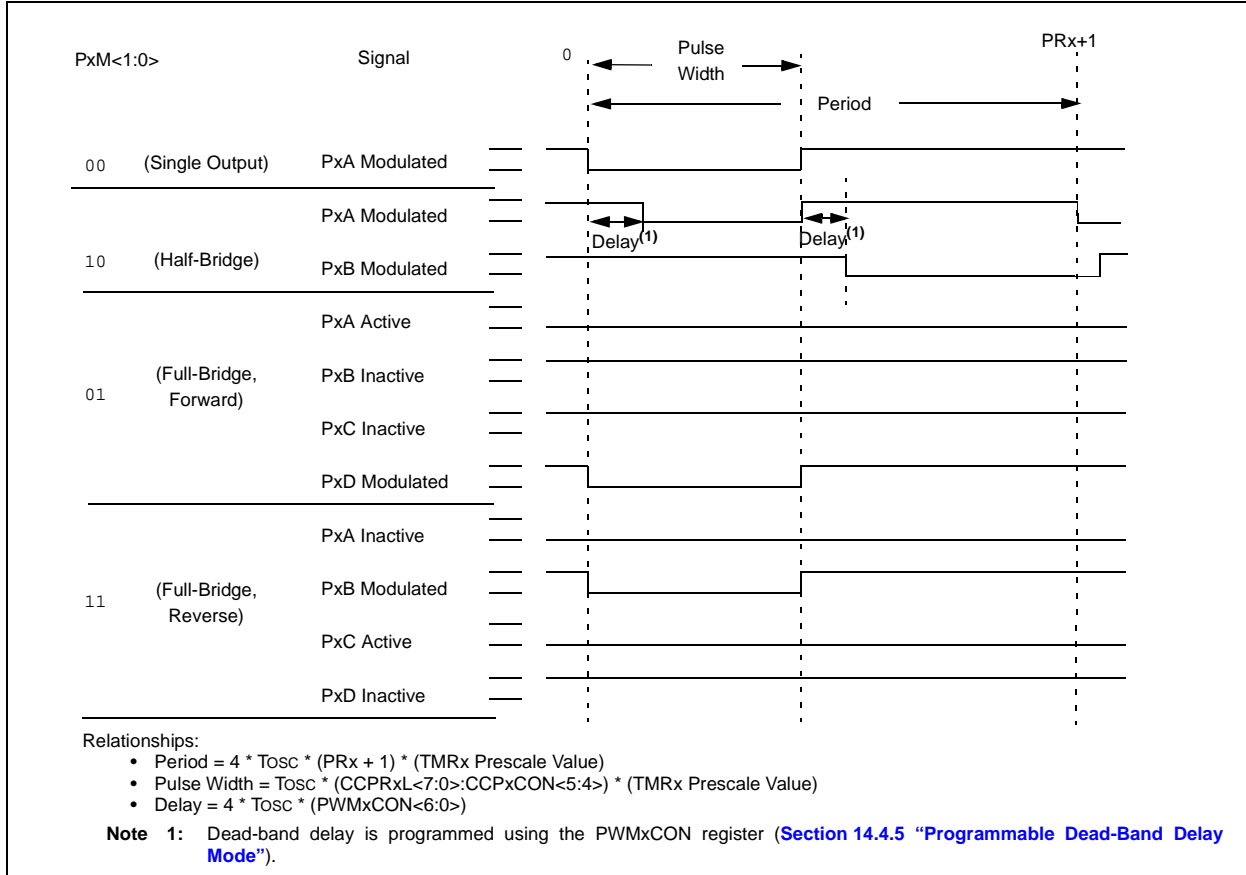 PxM<1:0>
Signal
0
Pulse
Width
PRx+1
Period
00
(Single Output)
PxA Modulated
10
(Half-Bridge)
PxA Modulated
Delay(1)
Delay(1)
PxB Modulated
01
(Full-Bridge,
Forward)
PxA Active
PxB Inactive
PxC Inactive
PxD Modulated
11
(Full-Bridge,
Reverse)
PxA Inactive
PxB Modulated
PxC Active
PxD Inactive
Relationships:
• Period = 4 * TOSC * (PRx + 1) * (TMRx Prescale Value)
• Pulse Width = TOSC * (CCPRxL<7:0>:CCPxCON<5:4>) * (TMRx Prescale Value)
• Delay = 4 * TOSC * (PWMxCON<6:0>)
Note 1: Dead-band delay is programmed using the PWMxCON register (Section 14.4.5 “Programmable Dead-Band Delay
Mode”).